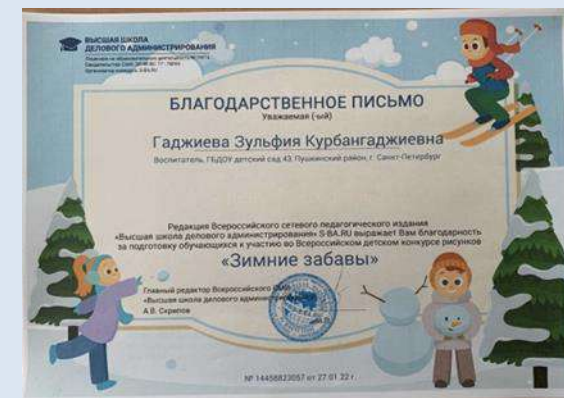 ВЫСШАЯ ШКОЛА
ДЕЛОВОГО АДМИНИСТРИРОВАНИЯ
БЛАГОДАРСТВЕННОЕ ПИСЬМО
Уважаемая (-ый)
Гаджиева Зульфия Курбангаджиевна
Воспитатель, ГБДОУ детский сад 43, Пушкинский район, г. Санкт-Петербург
Редакция Всероссийского сетевого педагогического издания
«Высшая школа делового администрирования» S-BA.RU выражает Вам благодарность
за подготовку обучающихся к участию во Всероссийском детском конкурсе рисунков
«Зимние забавы»
Главный редактор Всероссийского СМИ
«Высшая школа делового
А.В. Скрипов
№ 14456823057 от 27.01.22 г.